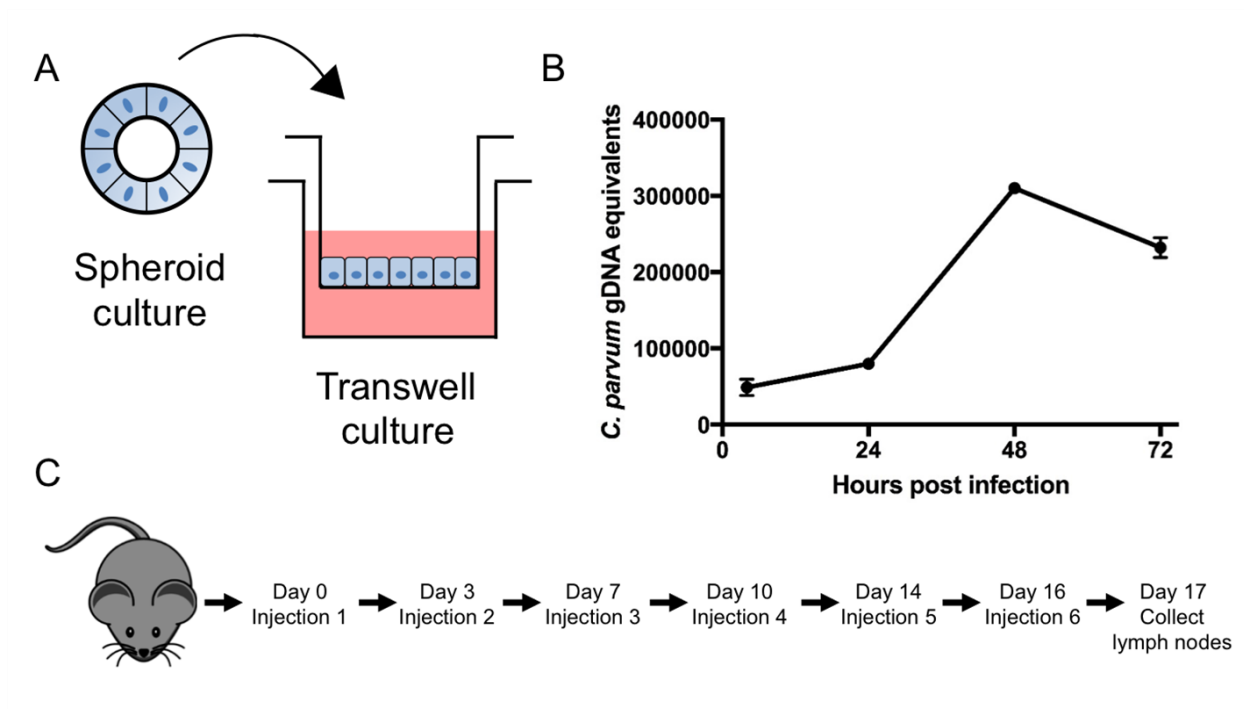 A
Spheroid
culture
Transwell
culture
B
C. parvum gDNA equivalents
400000
300000
200000
100000
0
0
24
48
72
Hours post infection
C
Day 0
Injection 1
Day 3
Injection 2
Day 7
Injection 3
Day 10
Injection 4
Day 14
Injection 5
Day 16
Injection 6
Day 17
Collect
lymph nodes